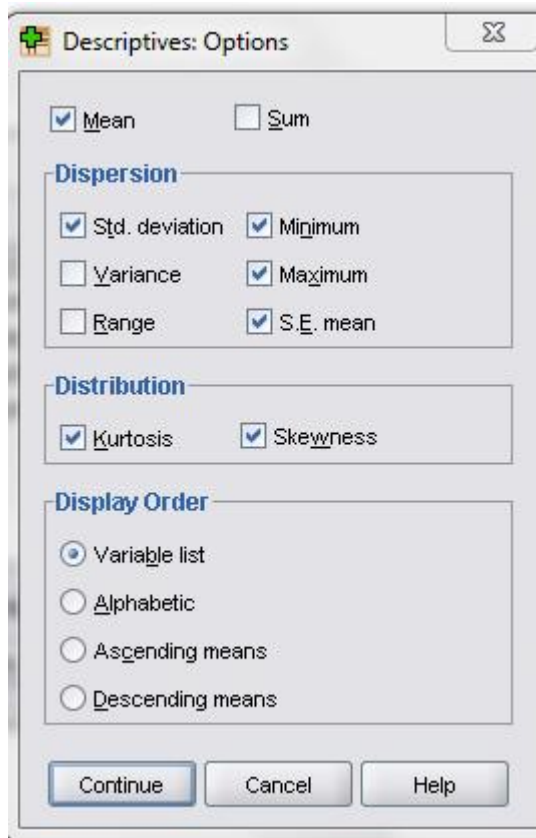 Descriptives: Options
Mean Sum
Dispersion
Std. deviation Minimum
Variance Maximum
Range S.E. mean
Distribution
Kurtosis Skewness
Display Order
Variable list
Alphabetic
Ascending means
Descending means
Continue Cancel Help